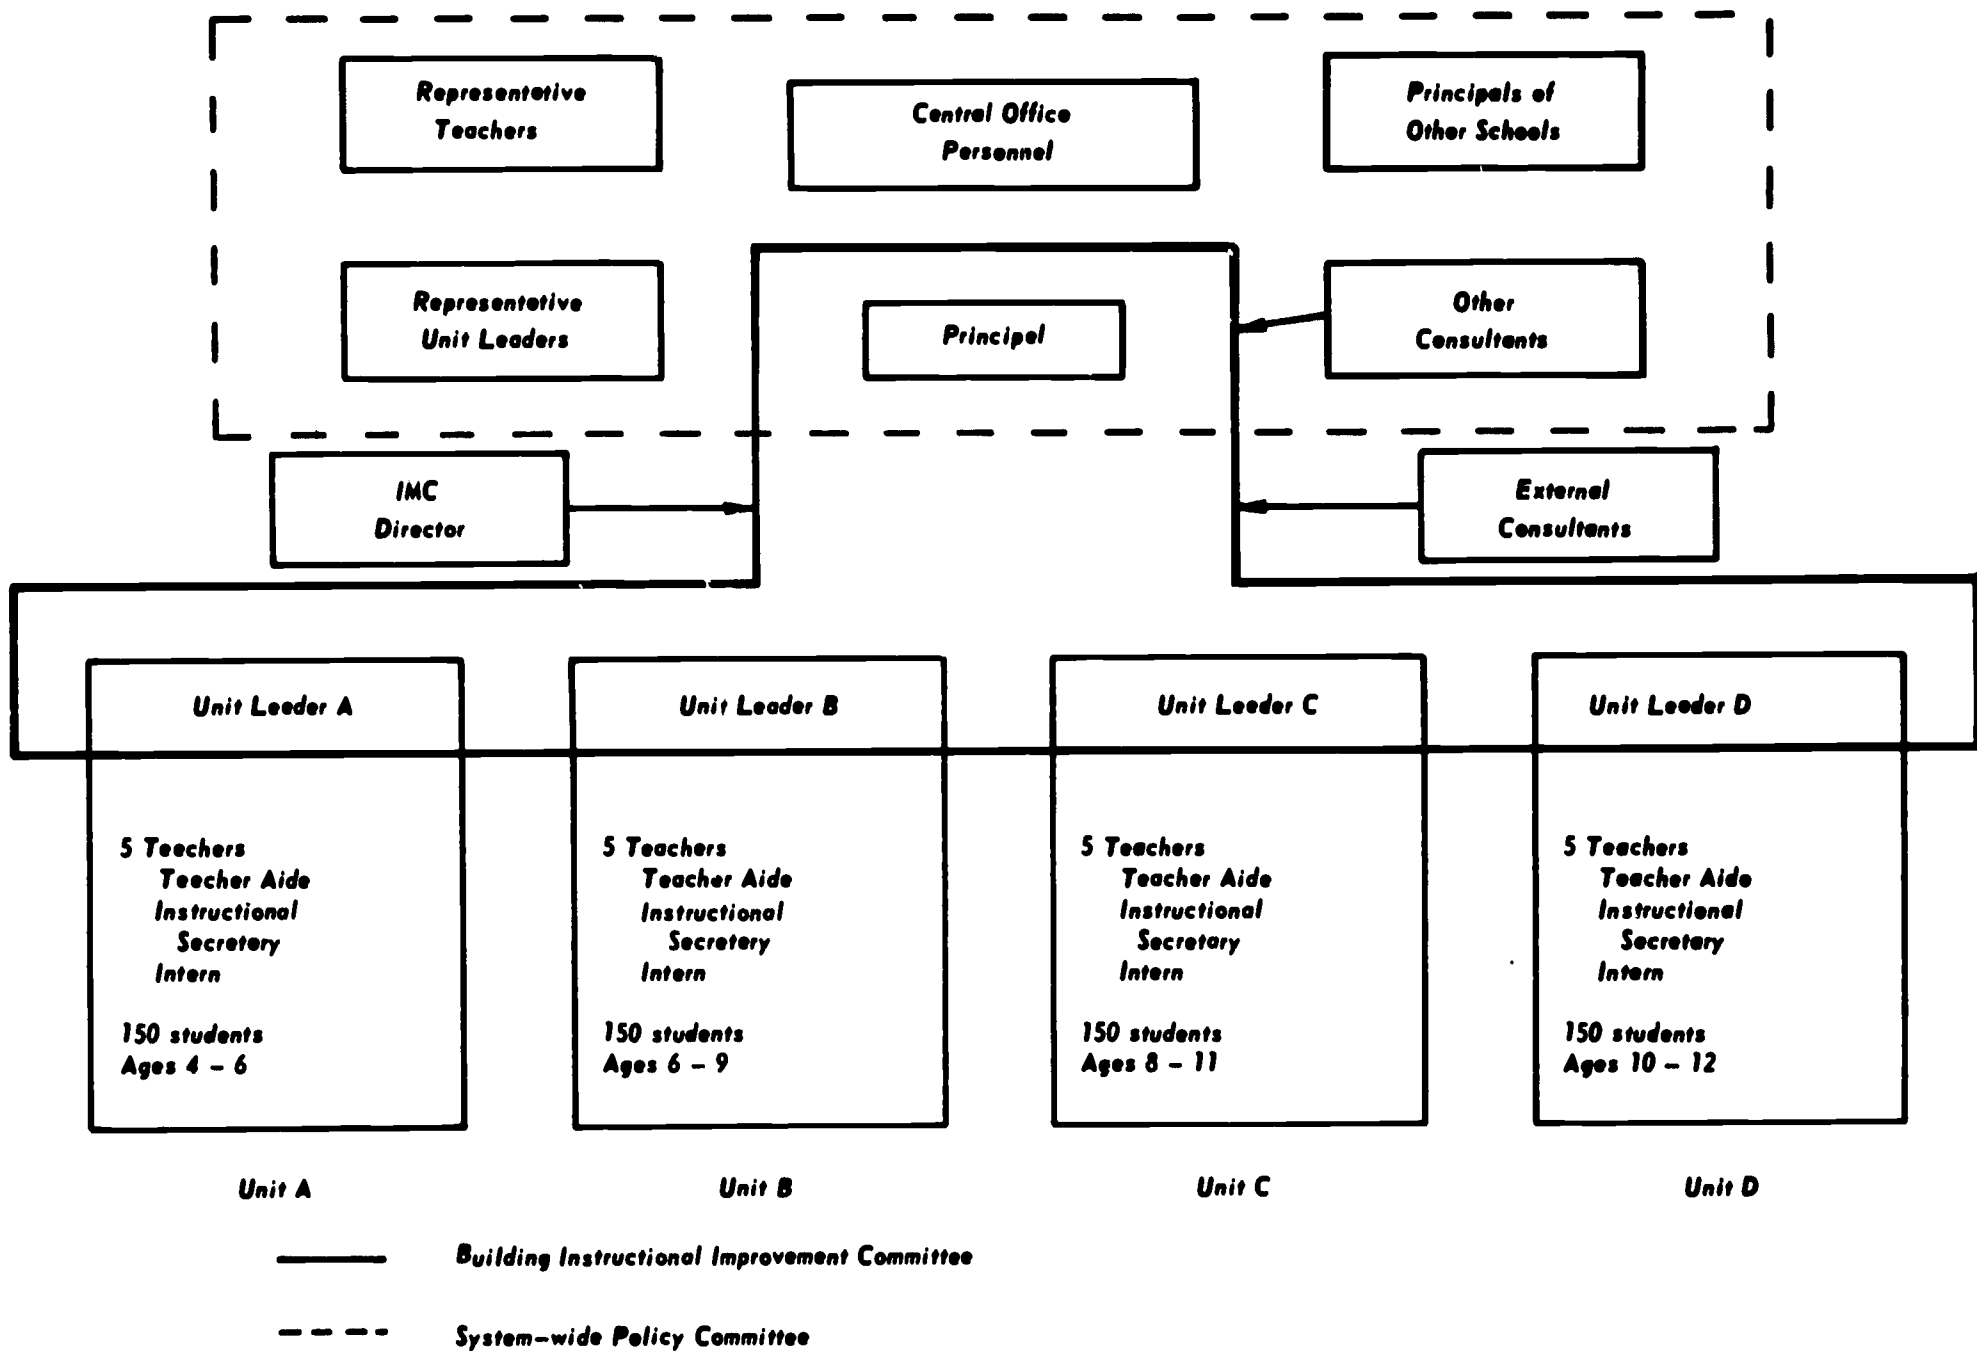 Representative
Teachers
Central Office
Personnel
Principals of
Other Schools
Representative
Unit Leaders
Principal
Other
Consultants
IMC
Director
External
Consultants
Unit Leader A
Unit Leader B
Unit Leader C
Unit Leader D
5 Teachers
Teacher Aide
Instructional
Secretary
Intern
150 students
Ages 4 – 6
5 Teachers
Teacher Aide
Instructional
Secretary
Intern
150 students
Ages 6 – 9
5 Teachers
Teacher Aide
Instructional
Secretary
Intern
150 students
Ages 8 – 11
5 Teachers
Teacher Aide
Instructional
Secretary
Intern
150 students
Ages 10 – 12
Unit A
Unit B
Unit C
Unit D
Building Instructional Improvement Committee
System-wide Policy Committee